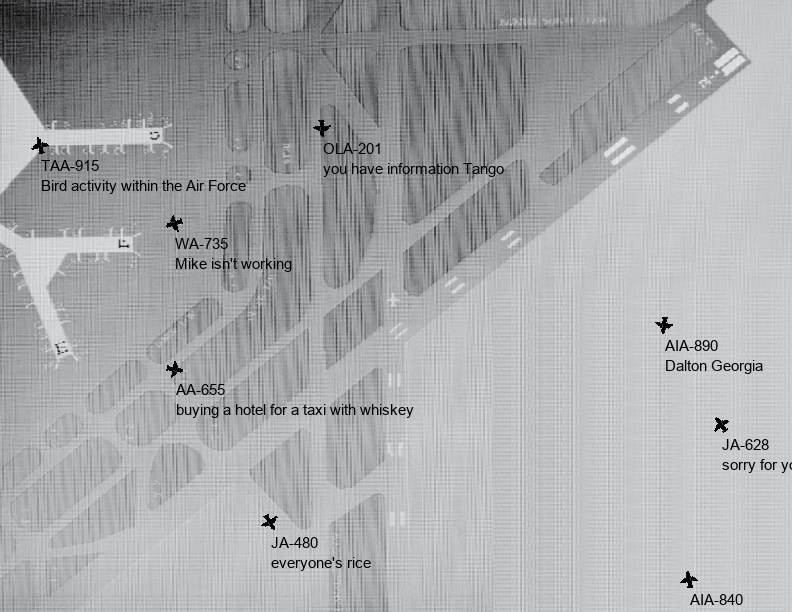 OLA-201
you have information Tango
TAA-915
Bird activity within the Air Force
WA-735
Mike isn't working
AIA-890
Dalton Georgia
AA-655
buying a hotel for a taxi with whiskey
JA-628
sorry for
JA-480
everyone's rice
AIA-840